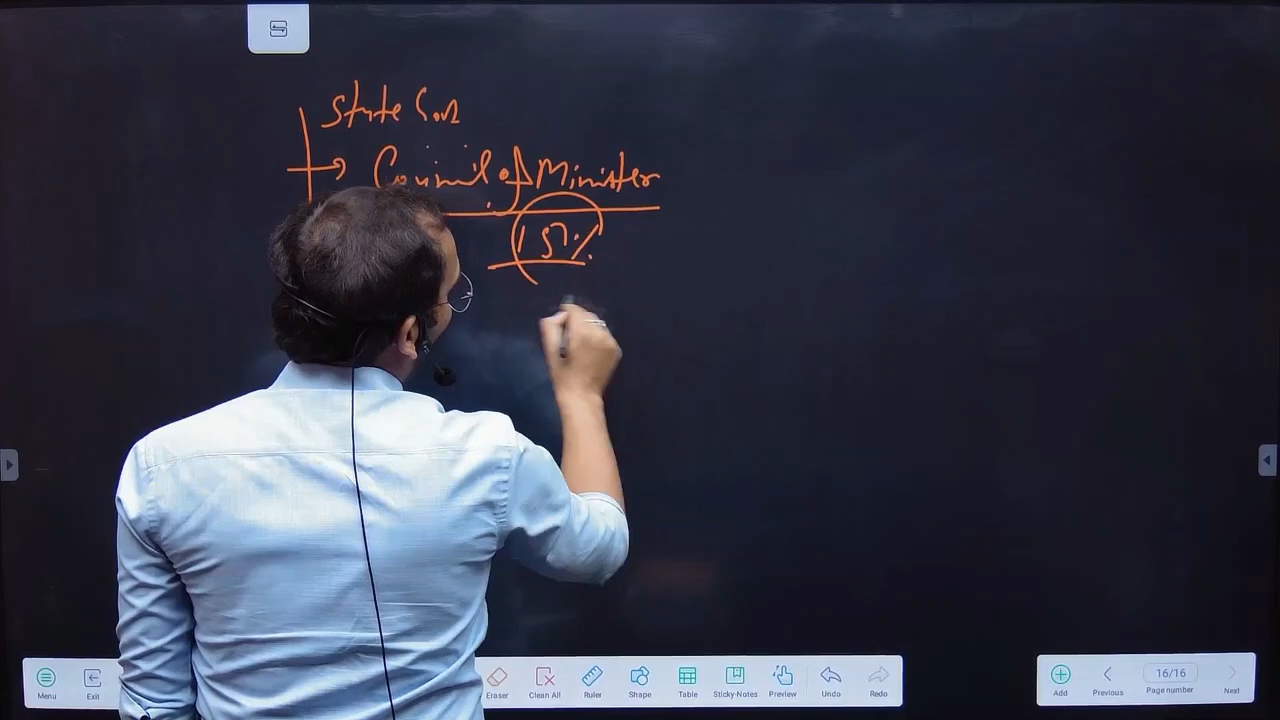 State Gov
→ Council of Minister
15%
Menu
Exit
Eraser
Clean All
Ruler
Shape
Table
Sticky-Notes
Preview
Undo
Redo
Add
Previous
16/16
Page number
Next